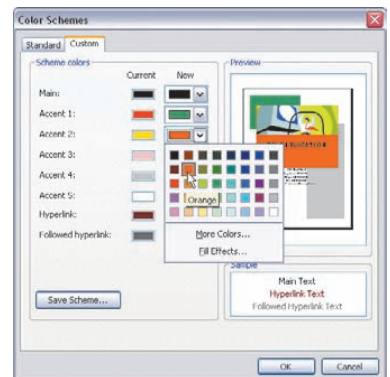 Color Schemes
Standard Custom
Scheme colors
Preview
Current New
Main:
Accent 1:
Accent 2:
Accent 3:
Accent 4:
Accent 5:
Hyperlink:
Followed hyperlink:
Orange
More Colors...
Fill Effects...
Sample
Main Text
Hyperlink Text
Followed Hyperlink Text
Save Scheme...
OK Cancel